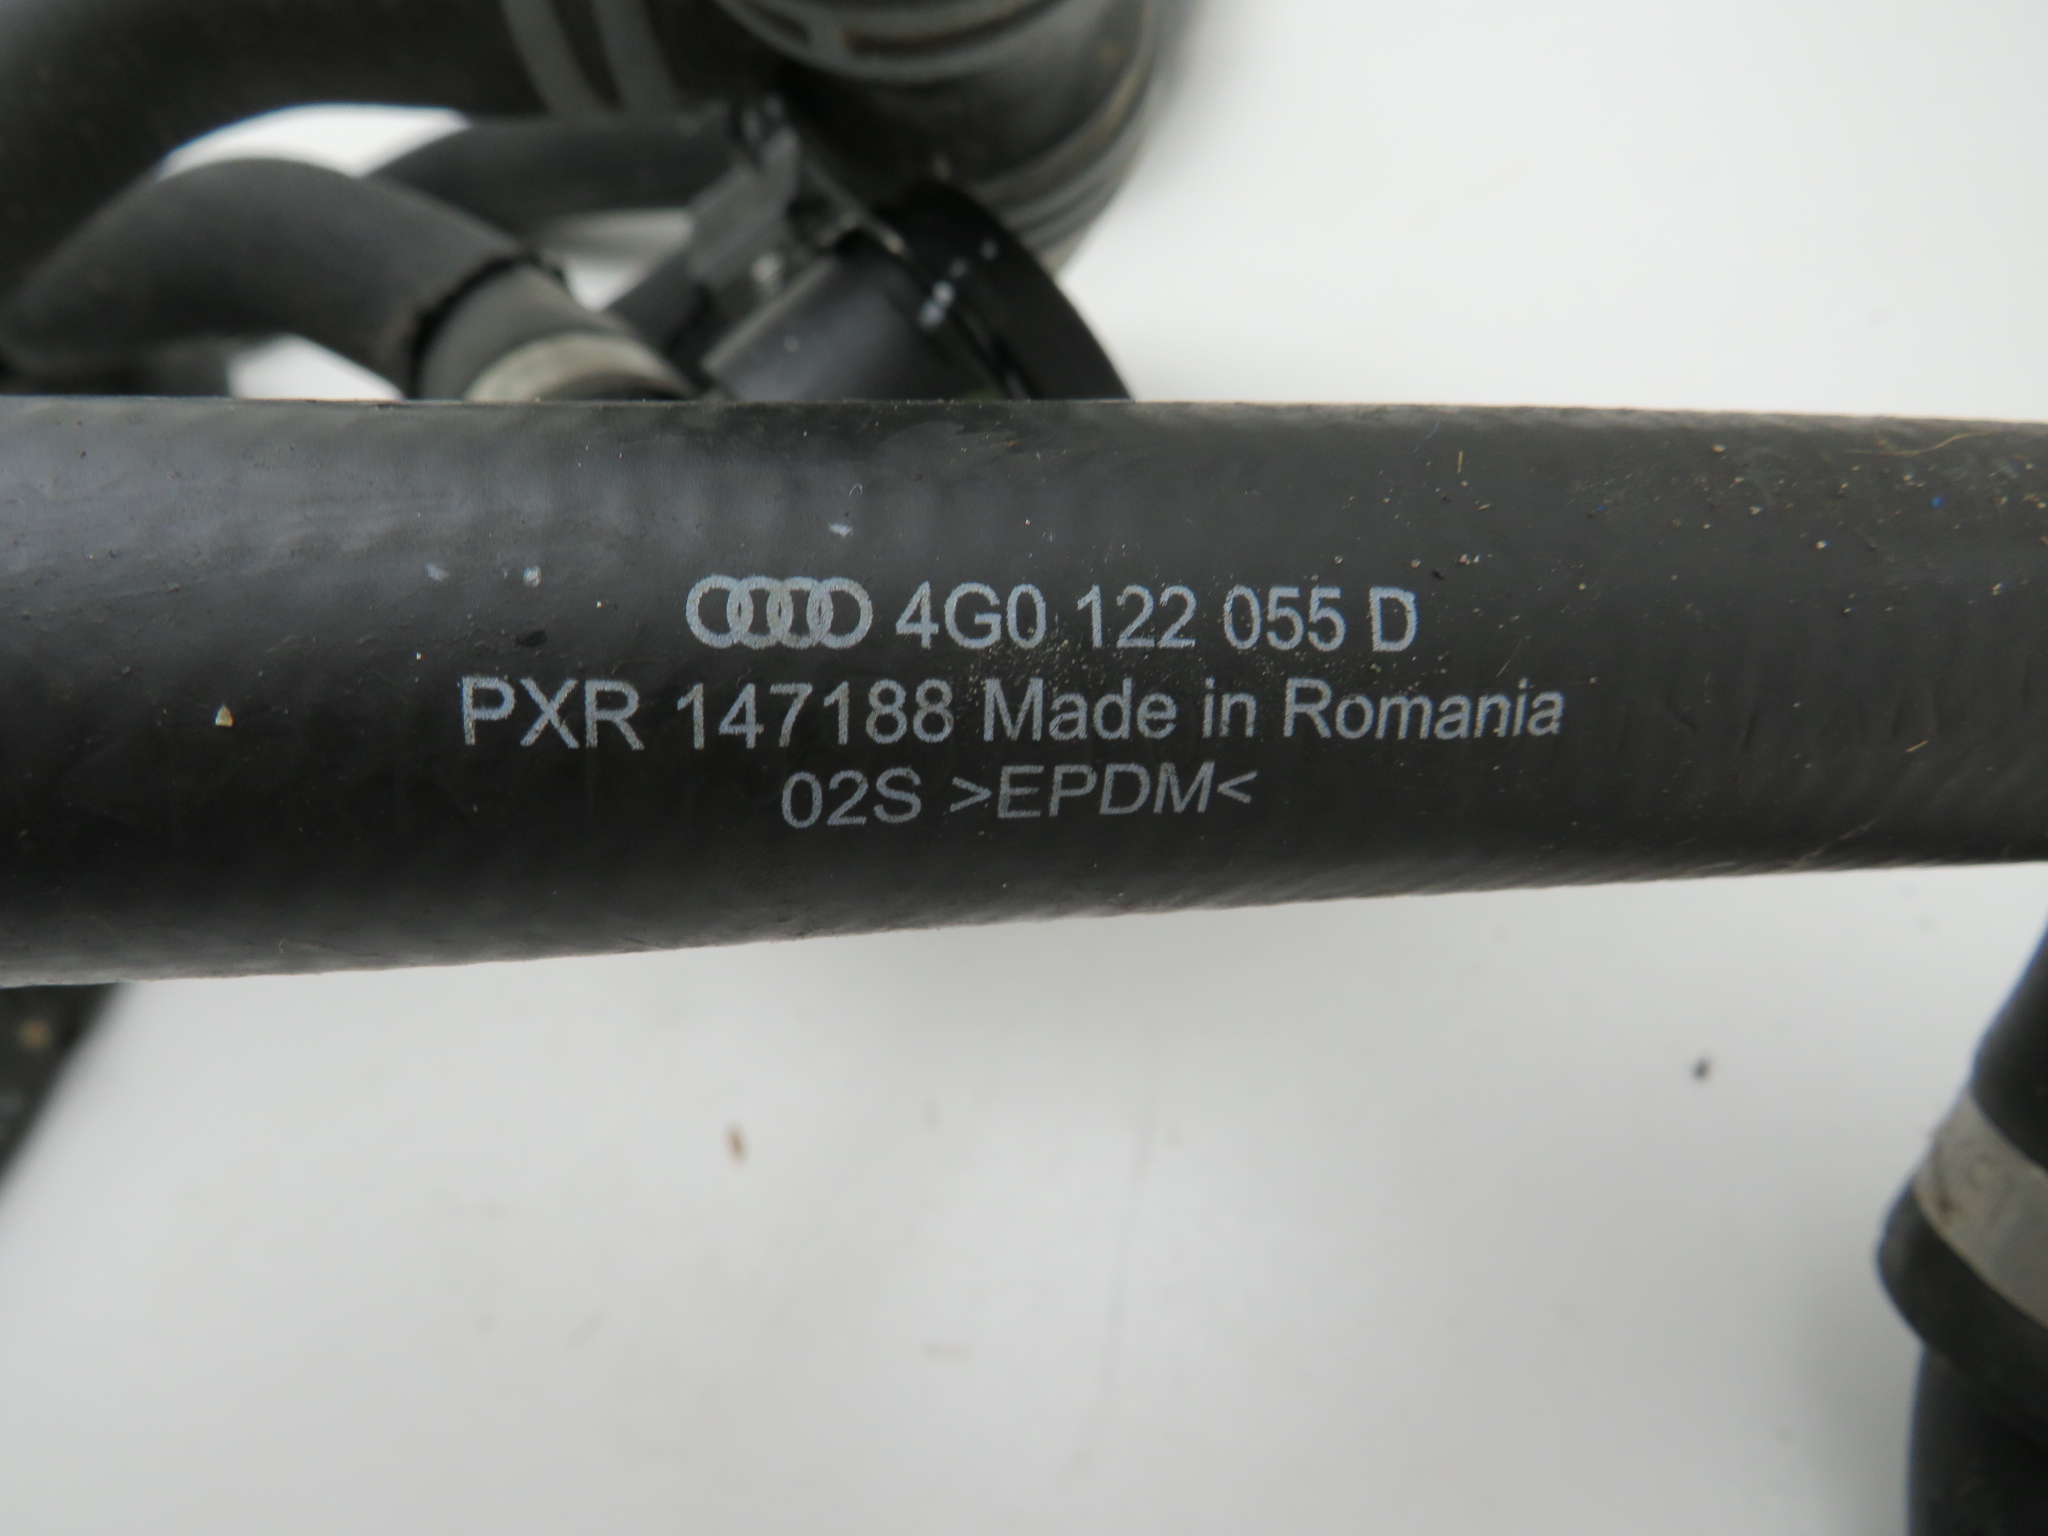 4G0 122 055 D
PXR 147188 Made in Romania
02S >EPDM<